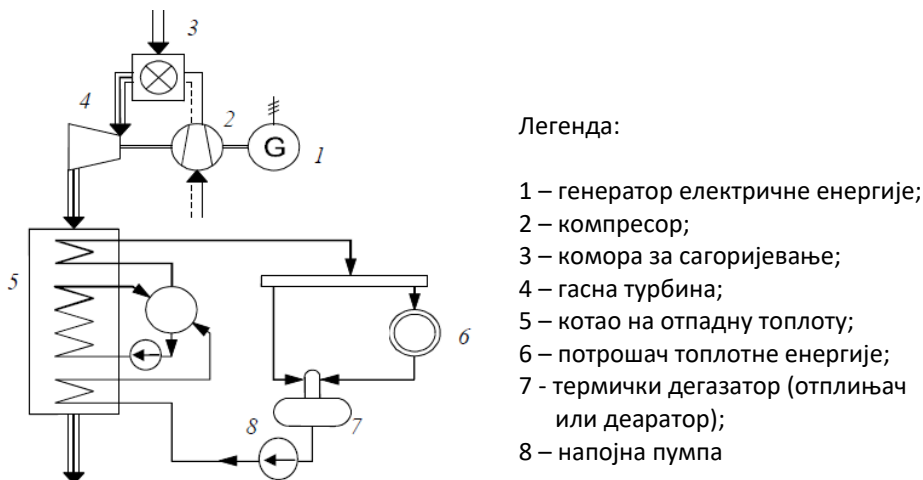 3
4
2
G
1
5
6
7
8
Легенда:
1 – генератор електричне енергије;
2 – компресор;
3 – комора за сагоријевање;
4 – гасна турбина;
5 – котао на отпадну топлоту;
6 – потрошач топлотне енергије;
7 - термички дегазатор (отплињач
или деаратор);
8 – напојна пумпа